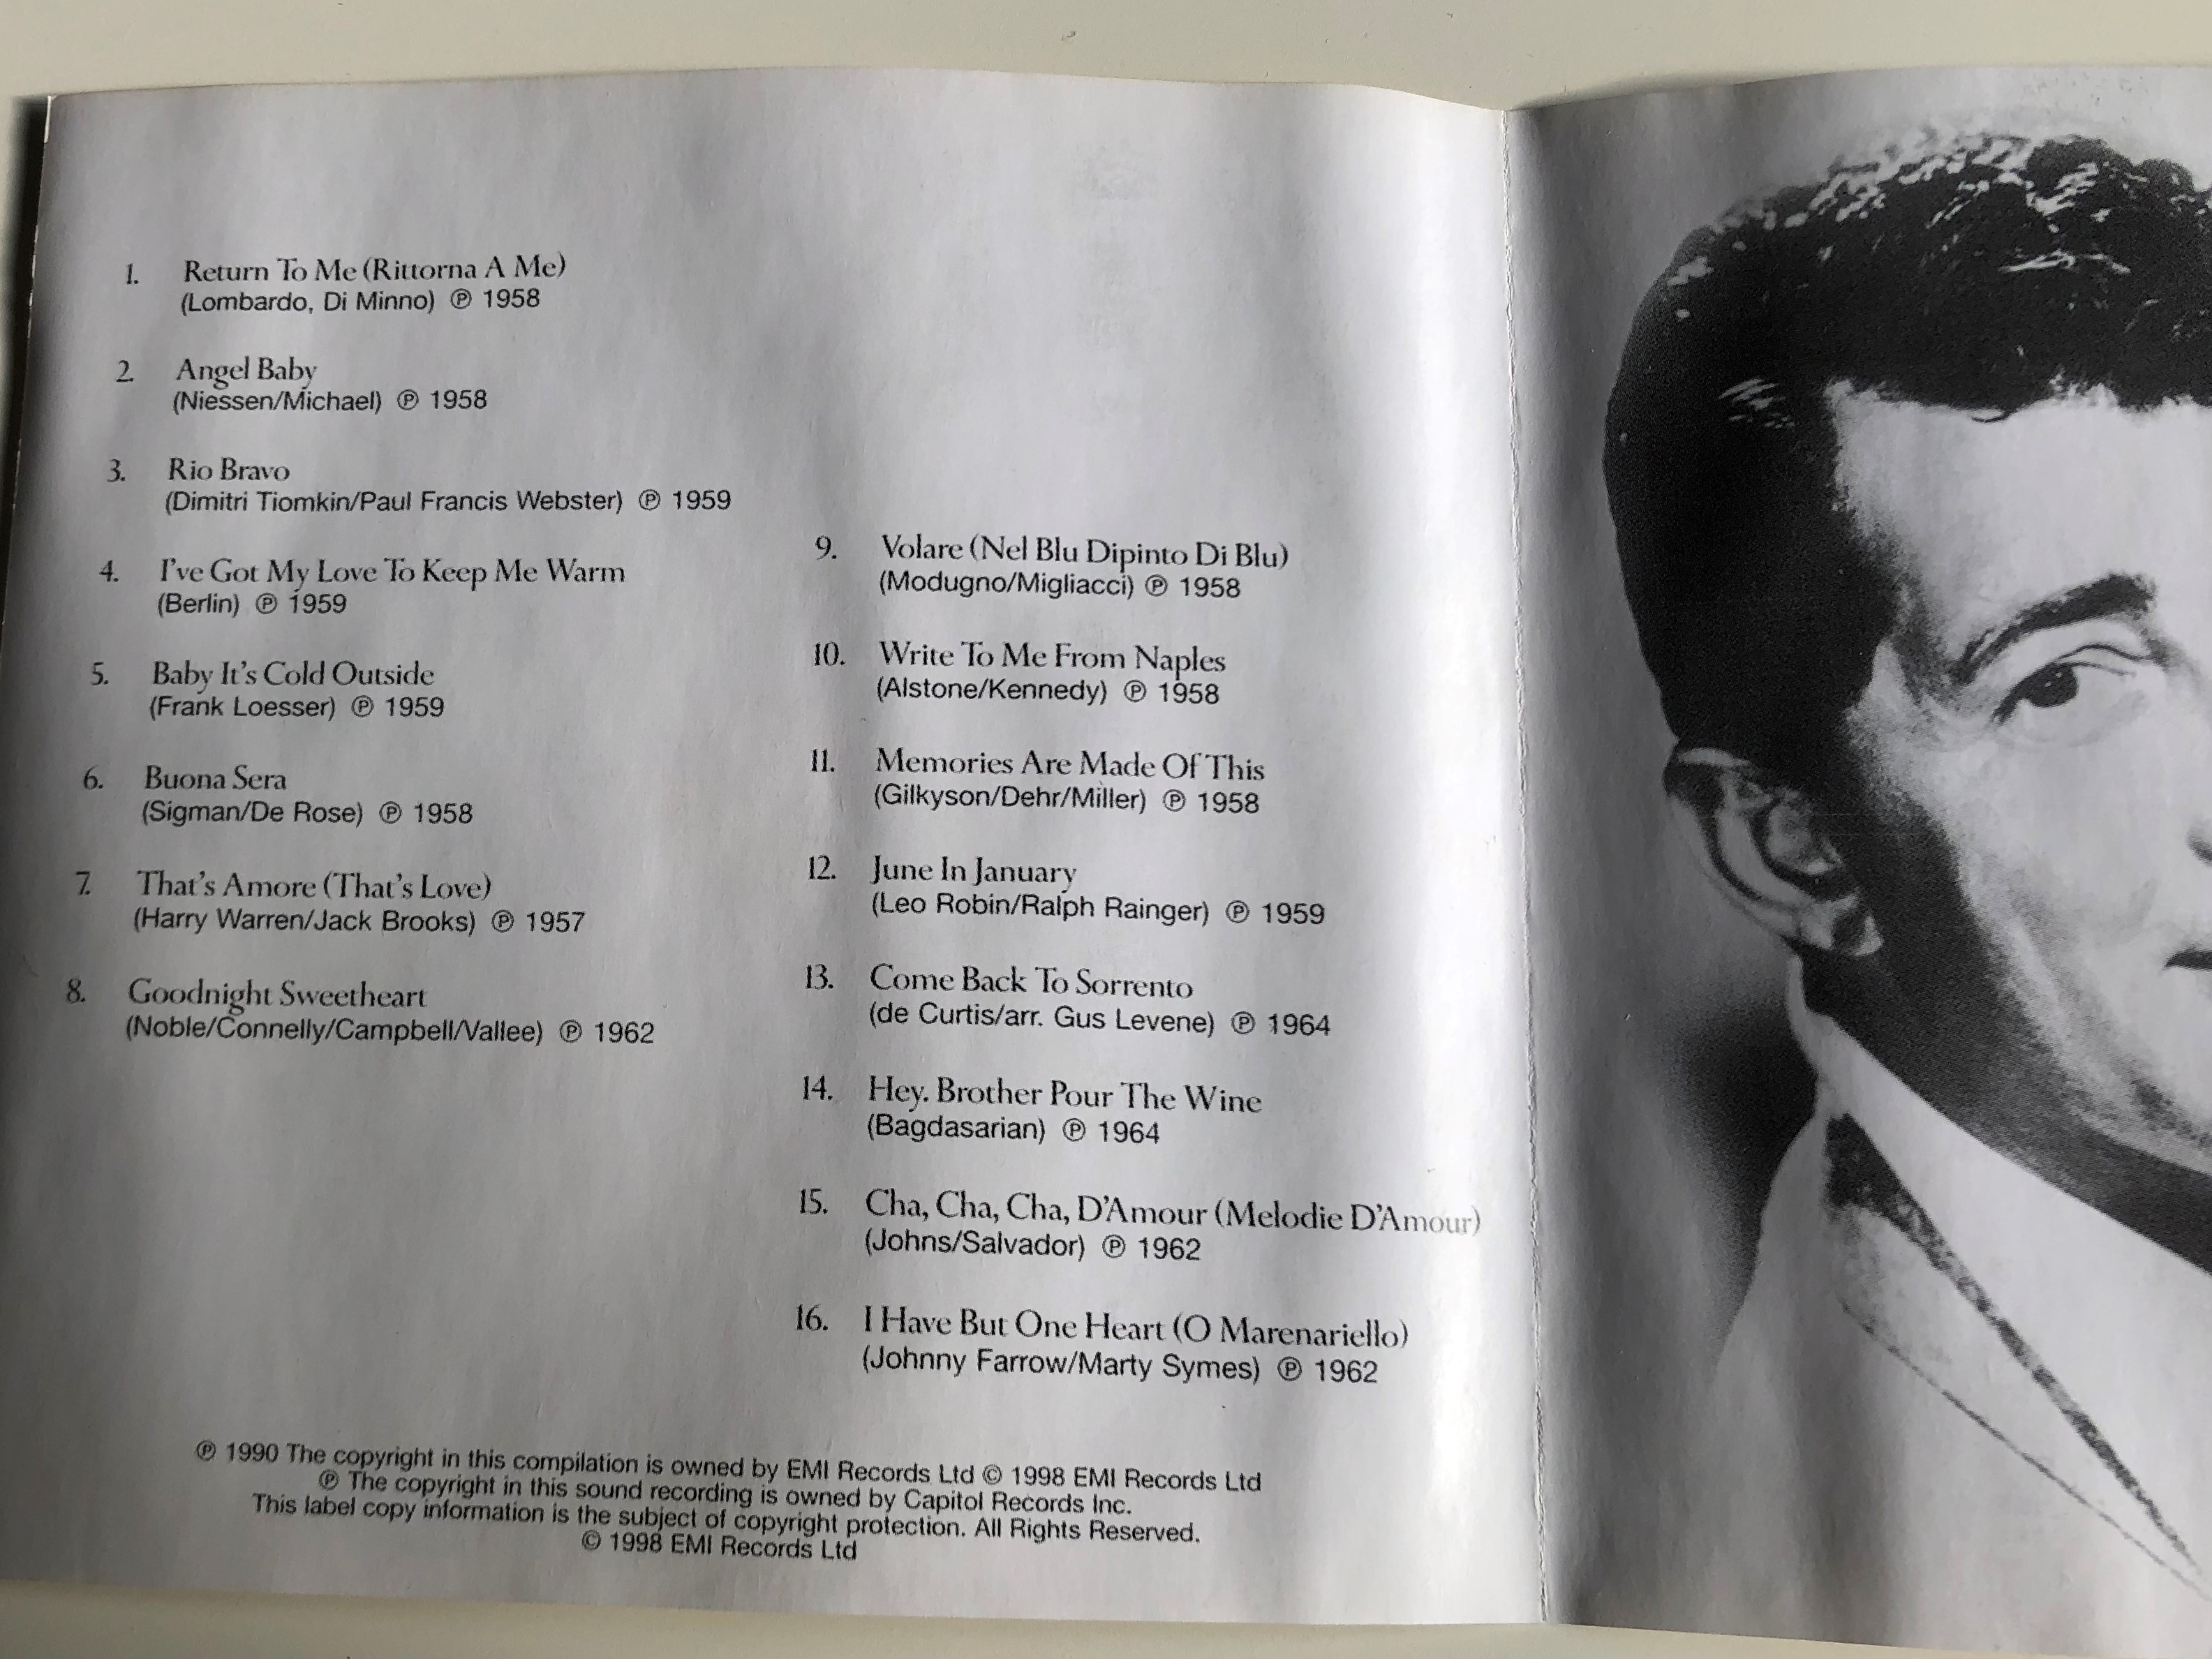 1. Return To Me (Rittorna A Me)
(Lombardo, Di Minno) ℗ 1958
2. Angel Baby
(Niessen/Michael) ℗ 1958
3. Rio Bravo
(Dimitri Tiomkin/Paul Francis Webster) ℗ 1959
4. I've Got My Love To Keep Me Warm
(Berlin) ℗ 1959
5. Baby It's Cold Outside
(Frank Loesser) ℗ 1959
6. Buona Sera
(Sigman/De Rose) ℗ 1958
7. That's Amore (That's Love)
(Harry Warren/Jack Brooks) ℗ 1957
8. Goodnight Sweetheart
(Noble/Connelly/Campbell/Vallee) ℗ 1962
9. Volare (Nel Blu Dipinto Di Blu)
(Modugno/Migliacci) ℗ 1958
10. Write To Me From Naples
(Alstone/Kennedy) ℗ 1958
11. Memories Are Made Of This
(Gilkyson/Dehr/Miller) ℗ 1958
12. June In January
(Leo Robin/Ralph Rainger) ℗ 1959
13. Come Back To Sorrento
(de Curtis/arr. Gus Levene) ℗ 1964
14. Hey. Brother Pour The Wine
(Bagdasarian) ℗ 1964
15. Cha, Cha, Cha, D'Amour (Melodie D'Amour)
(Johns/Salvador) ℗ 1962
16. I Have But One Heart (O Marenariello)
(Johnny Farrow/Marty Symes) ℗ 1962
℗ 1990 The copyright in this compilation is owned by EMI Records Ltd © 1998 EMI Records Ltd
℗ The copyright in this sound recording is owned by Capitol Records Inc.
This label copy information is the subject of copyright protection. All Rights Reserved.
© 1998 EMI Records Ltd